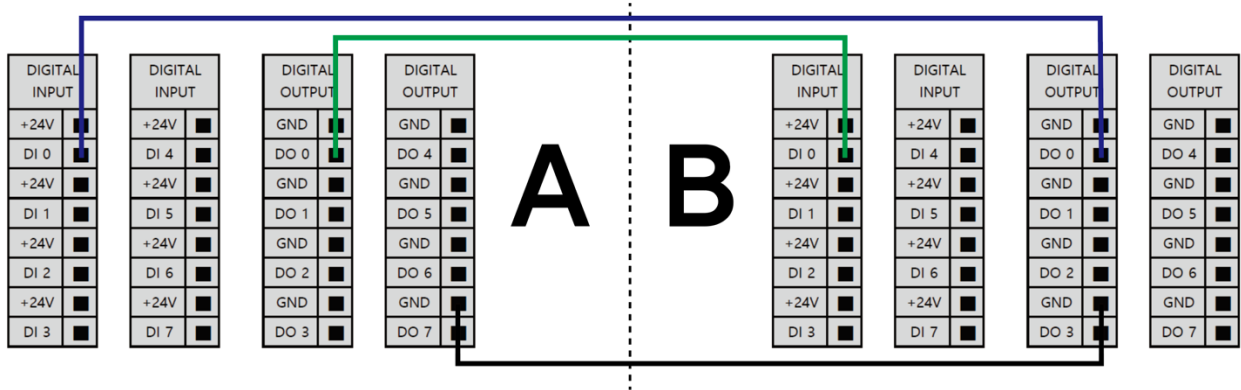 DIGITAL
INPUT
+24V
DI 0
+24V
DI 1
+24V
DI 2
+24V
DI 3
DIGITAL
INPUT
+24V
DI 4
+24V
DI 5
+24V
DI 6
+24V
DI 7
DIGITAL
OUTPUT
GND
DO 0
GND
DO 1
GND
DO 2
GND
DO 3
DIGITAL
OUTPUT
GND
DO 4
GND
DO 5
GND
DO 6
GND
DO 7
A
B
DIGITAL
INPUT
+24V
DI 0
+24V
DI 1
+24V
DI 2
+24V
DI 3
DIGITAL
INPUT
+24V
DI 4
+24V
DI 5
+24V
DI 6
+24V
DI 7
DIGITAL
OUTPUT
GND
DO 0
GND
DO 1
GND
DO 2
GND
DO 3
DIGITAL
OUTPUT
GND
DO 4
GND
DO 5
GND
DO 6
GND
DO 7